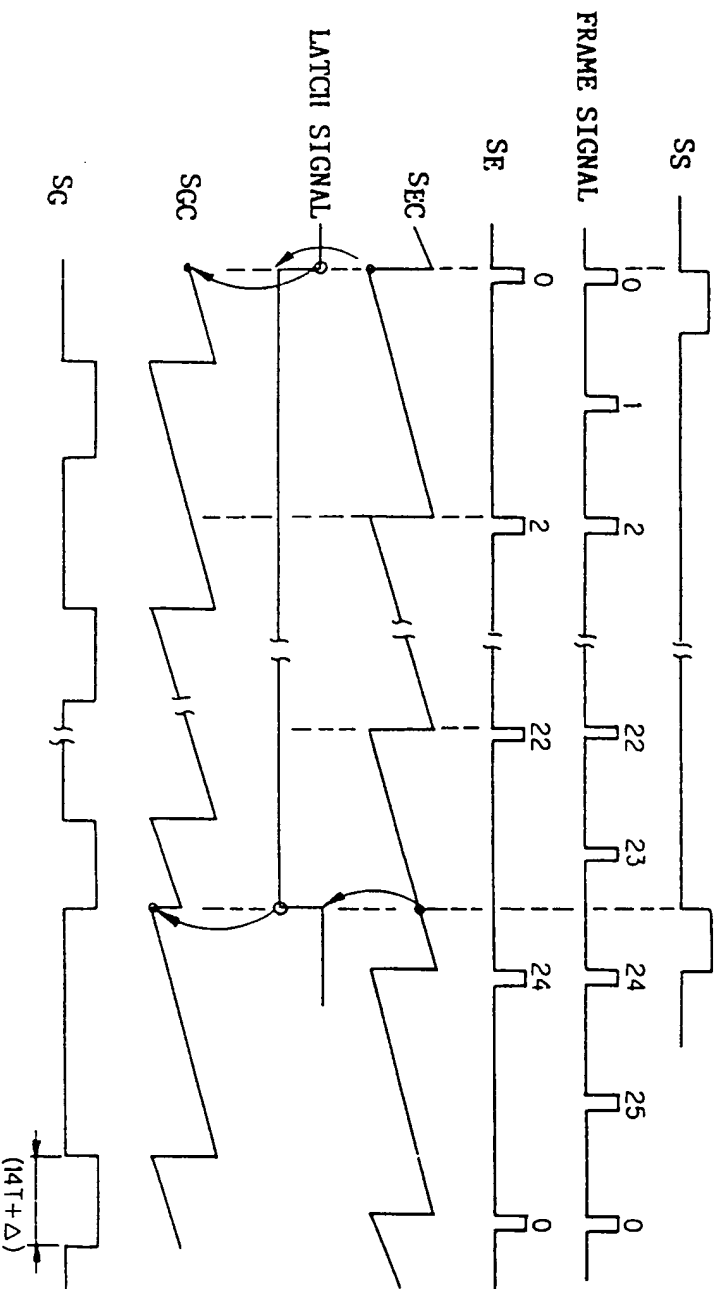 SS
FRAME SIGNAL
0 1 2 22 23 24 25 0
SE
0 2 22 24 0
SEC
LATCH SIGNAL
SGC
SG
(14T+Δ)